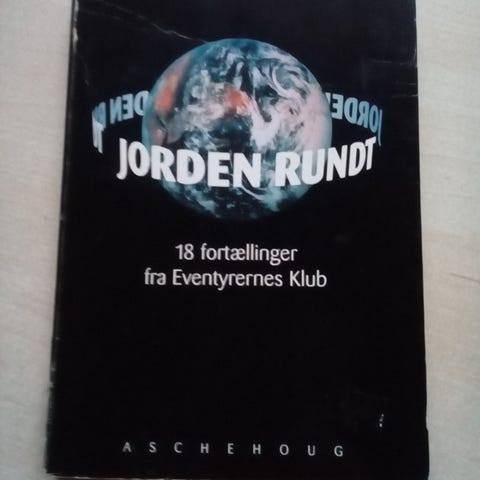 JORDEN RUNDT
18 fortællinger
fra Eventyrernes Klub
ASCHEHOUG